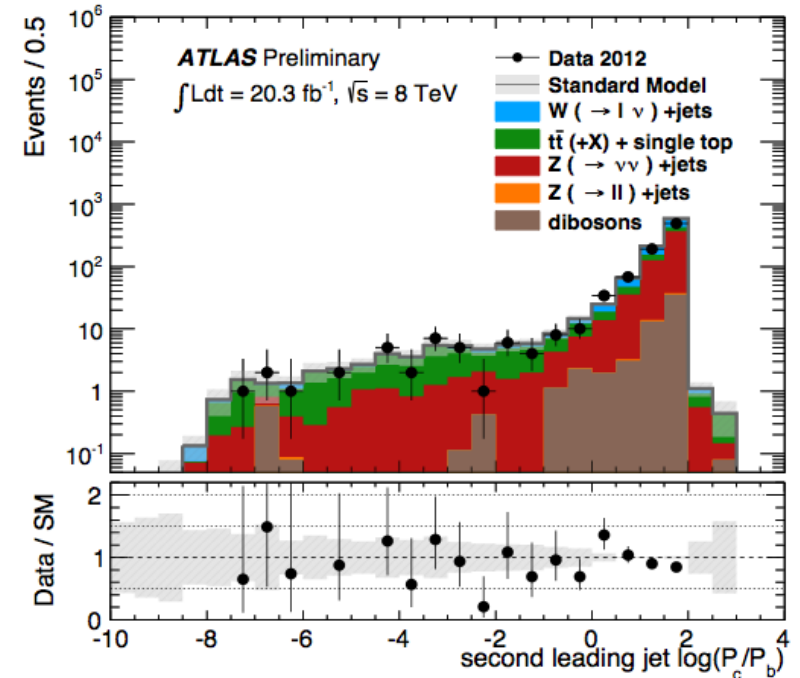 Events / 0.5
10⁶
10⁵
10⁴
10³
10²
10
1
10⁻¹
ATLAS Preliminary
∫Ldt = 20.3 fb⁻¹, √s = 8 TeV
Data 2012
Standard Model
W ( → l ν ) +jets
tt̄ (+X) + single top
Z ( → νν ) +jets
Z ( → ll ) +jets
dibosons
Data / SM
2
1
0
-10 -8 -6 -4 -2 0 2 4
second leading jet log(P_c/P_b)